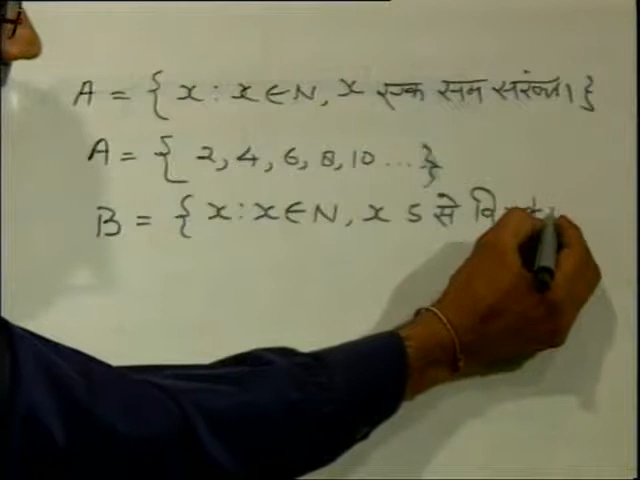 A = { x : x ∈ N, x एक सम संख्या }
A = { 2, 4, 6, 8, 10 ... }
B = { x : x ∈ N, x 5 से